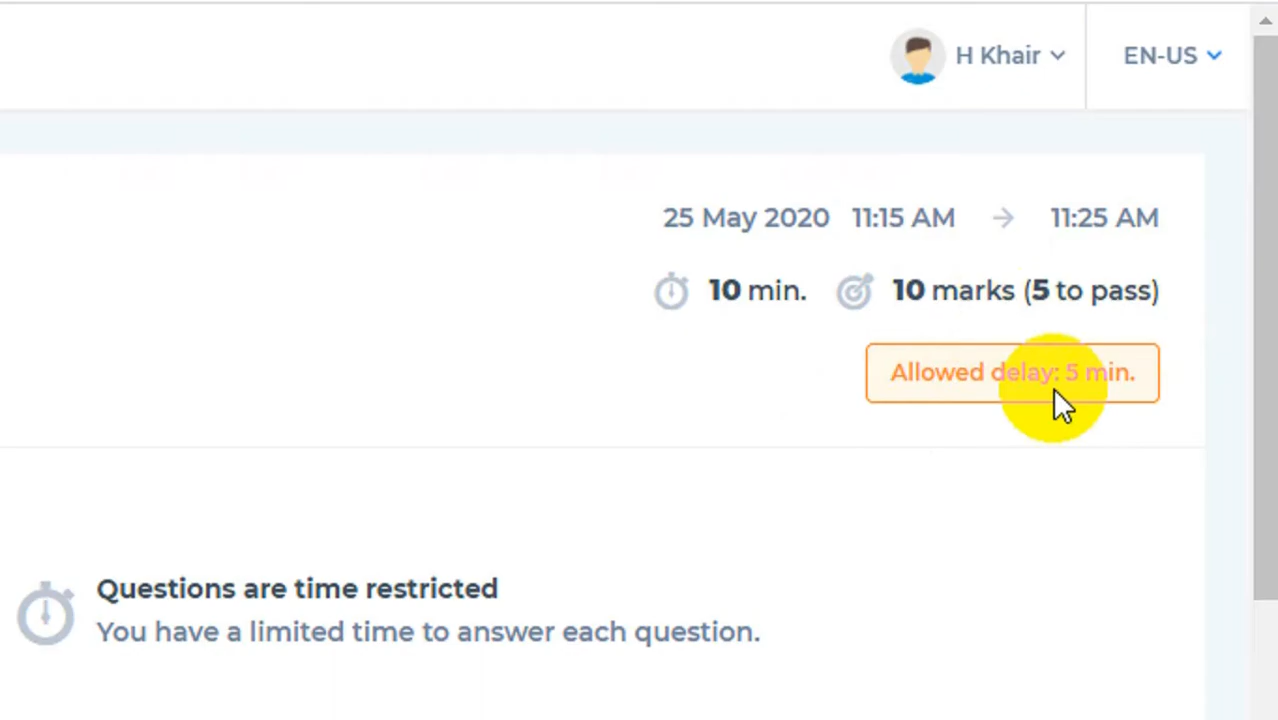 H Khair EN-US
25 May 2020 11:15 AM → 11:25 AM
10 min. 10 marks (5 to pass)
Allowed delay: 5 min.
Questions are time restricted
You have a limited time to answer each question.